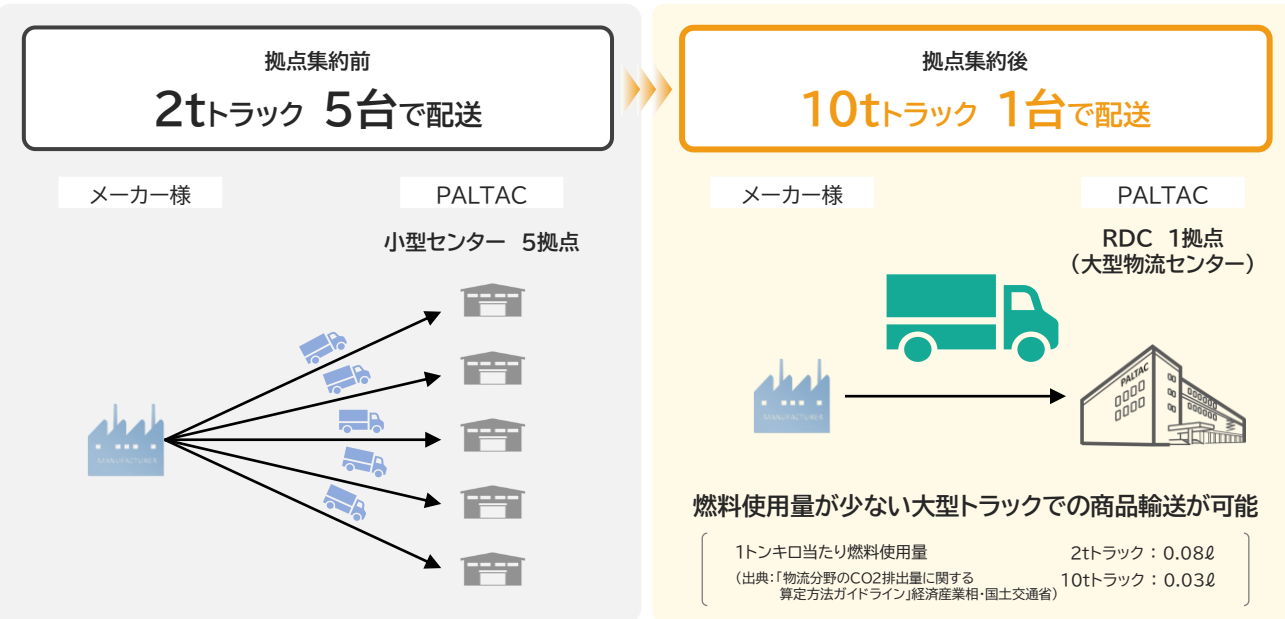 拠点集約前
2tトラック 5台で配送
メーカー様
PALTAC
小型センター 5拠点
MANUFACTURER
拠点集約後
10tトラック 1台で配送
メーカー様
PALTAC
RDC 1拠点
（大型物流センター）
MANUFACTURER
PALTAC
燃料使用量が少ない大型トラックでの商品輸送が可能
1トンキロ当たり燃料使用量
2tトラック：0.08ℓ
（出典：「物流分野のCO2排出量に関する
10tトラック：0.03ℓ
算定方法ガイドライン」経済産業相・国土交通省）